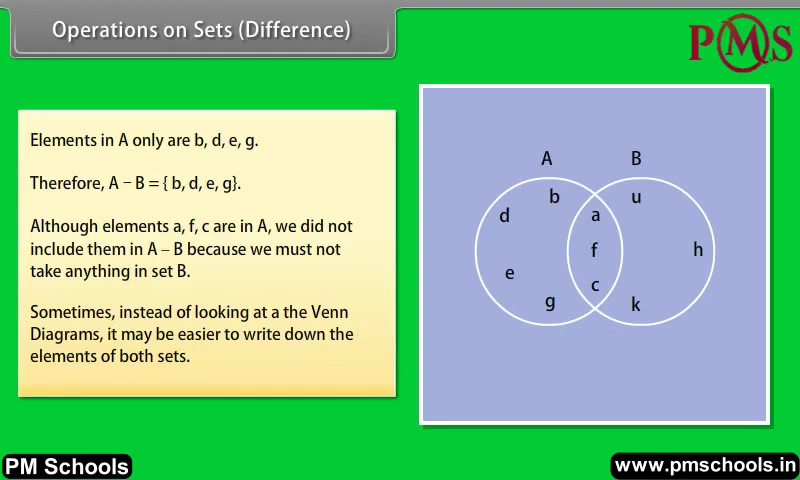 Operations on Sets (Difference)
PMS
Elements in A only are b, d, e, g.
Therefore, A – B = { b, d, e, g}.
Although elements a, f, c are in A, we did not
include them in A – B because we must not
take anything in set B.
Sometimes, instead of looking at a the Venn
Diagrams, it may be easier to write down the
elements of both sets.
A B
b u
d a
f h
e c
g k
PM Schools
www.pmschools.in